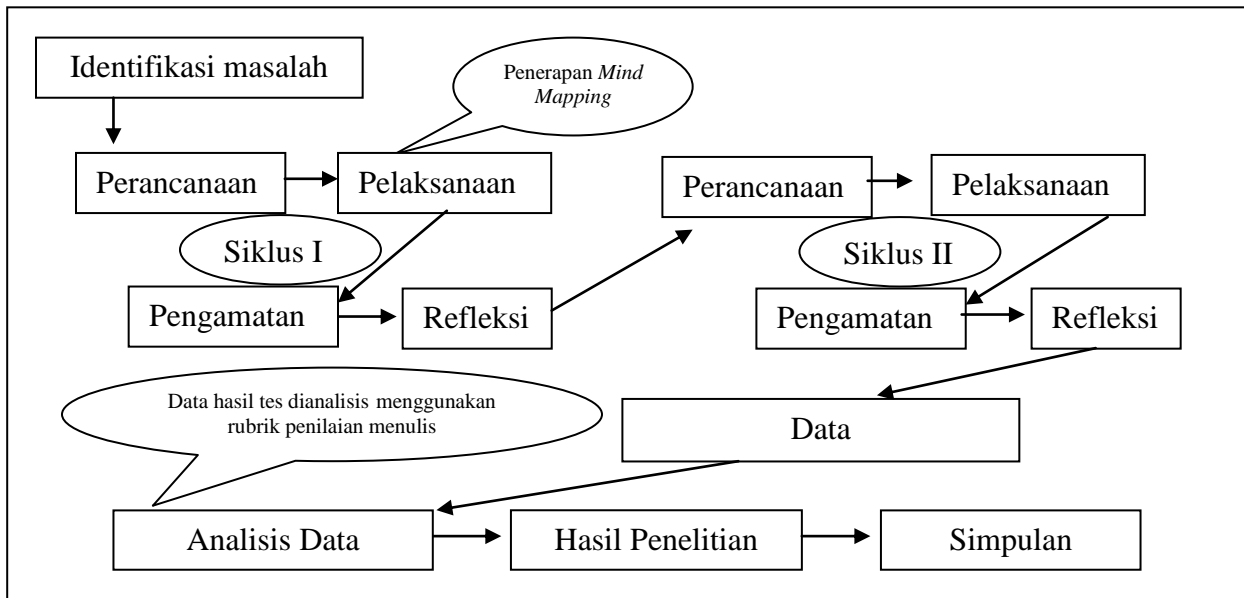 Identifikasi masalah
Penerapan Mind
Mapping
Perancanaan
Pelaksanaan
Siklus I
Pengamatan
Refleksi
Perancanaan
Pelaksanaan
Siklus II
Pengamatan
Refleksi
Data hasil tes dianalisis menggunakan
rubrik penilaian menulis
Data
Analisis Data
Hasil Penelitian
Simpulan